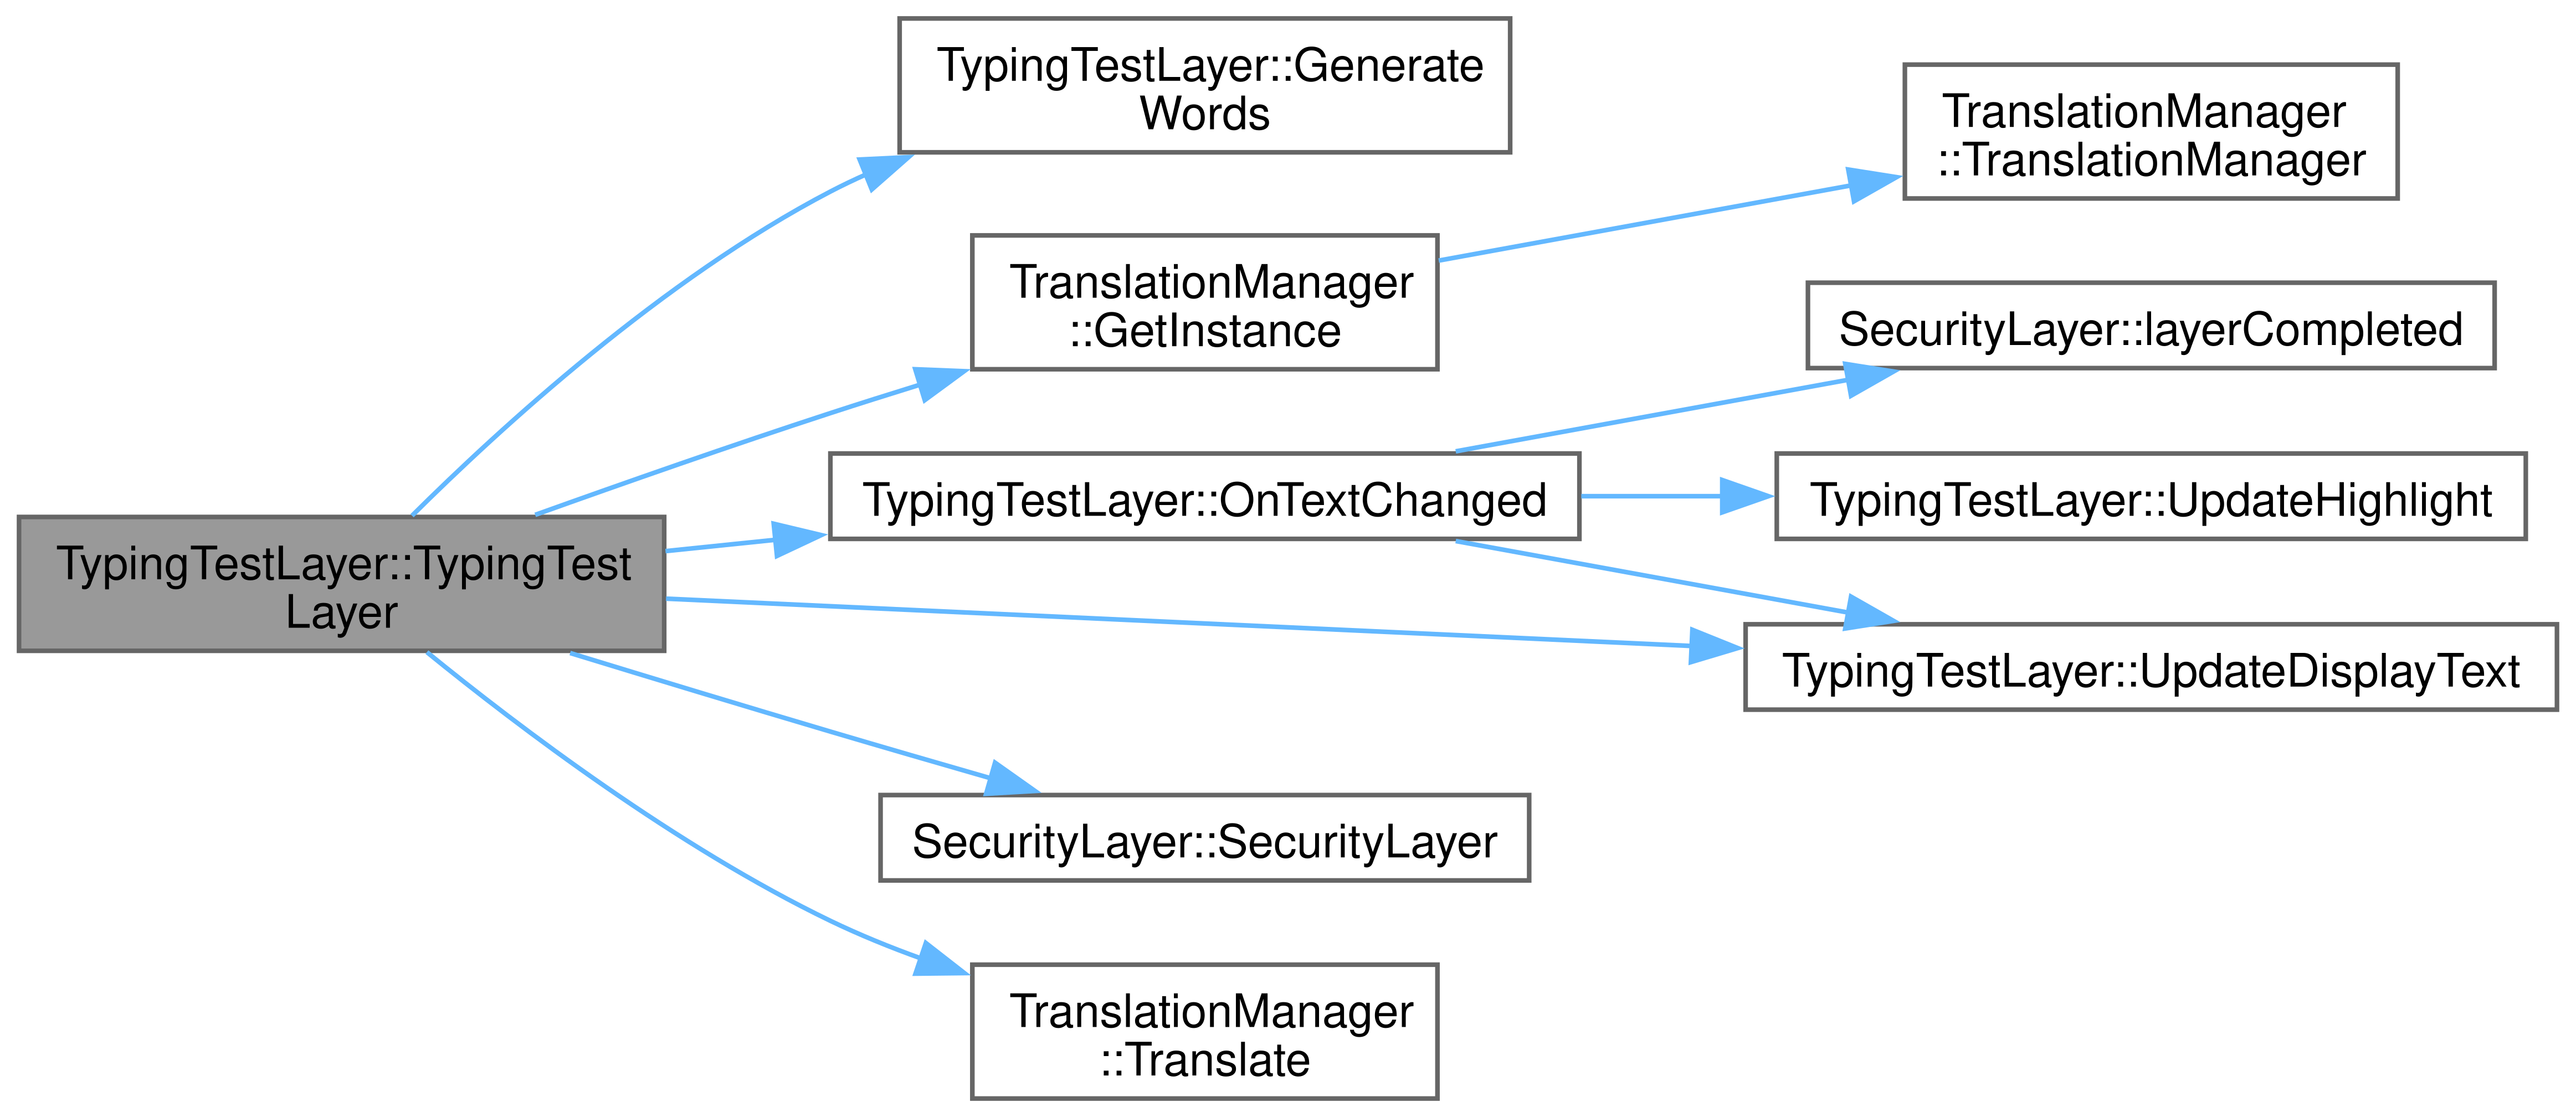 TypingTestLayer::TypingTest
Layer
TypingTestLayer::Generate
Words
TranslationManager
::GetInstance
TypingTestLayer::OnTextChanged
SecurityLayer::SecurityLayer
TranslationManager
::Translate
TranslationManager
::TranslationManager
SecurityLayer::layerCompleted
TypingTestLayer::UpdateHighlight
TypingTestLayer::UpdateDisplayText